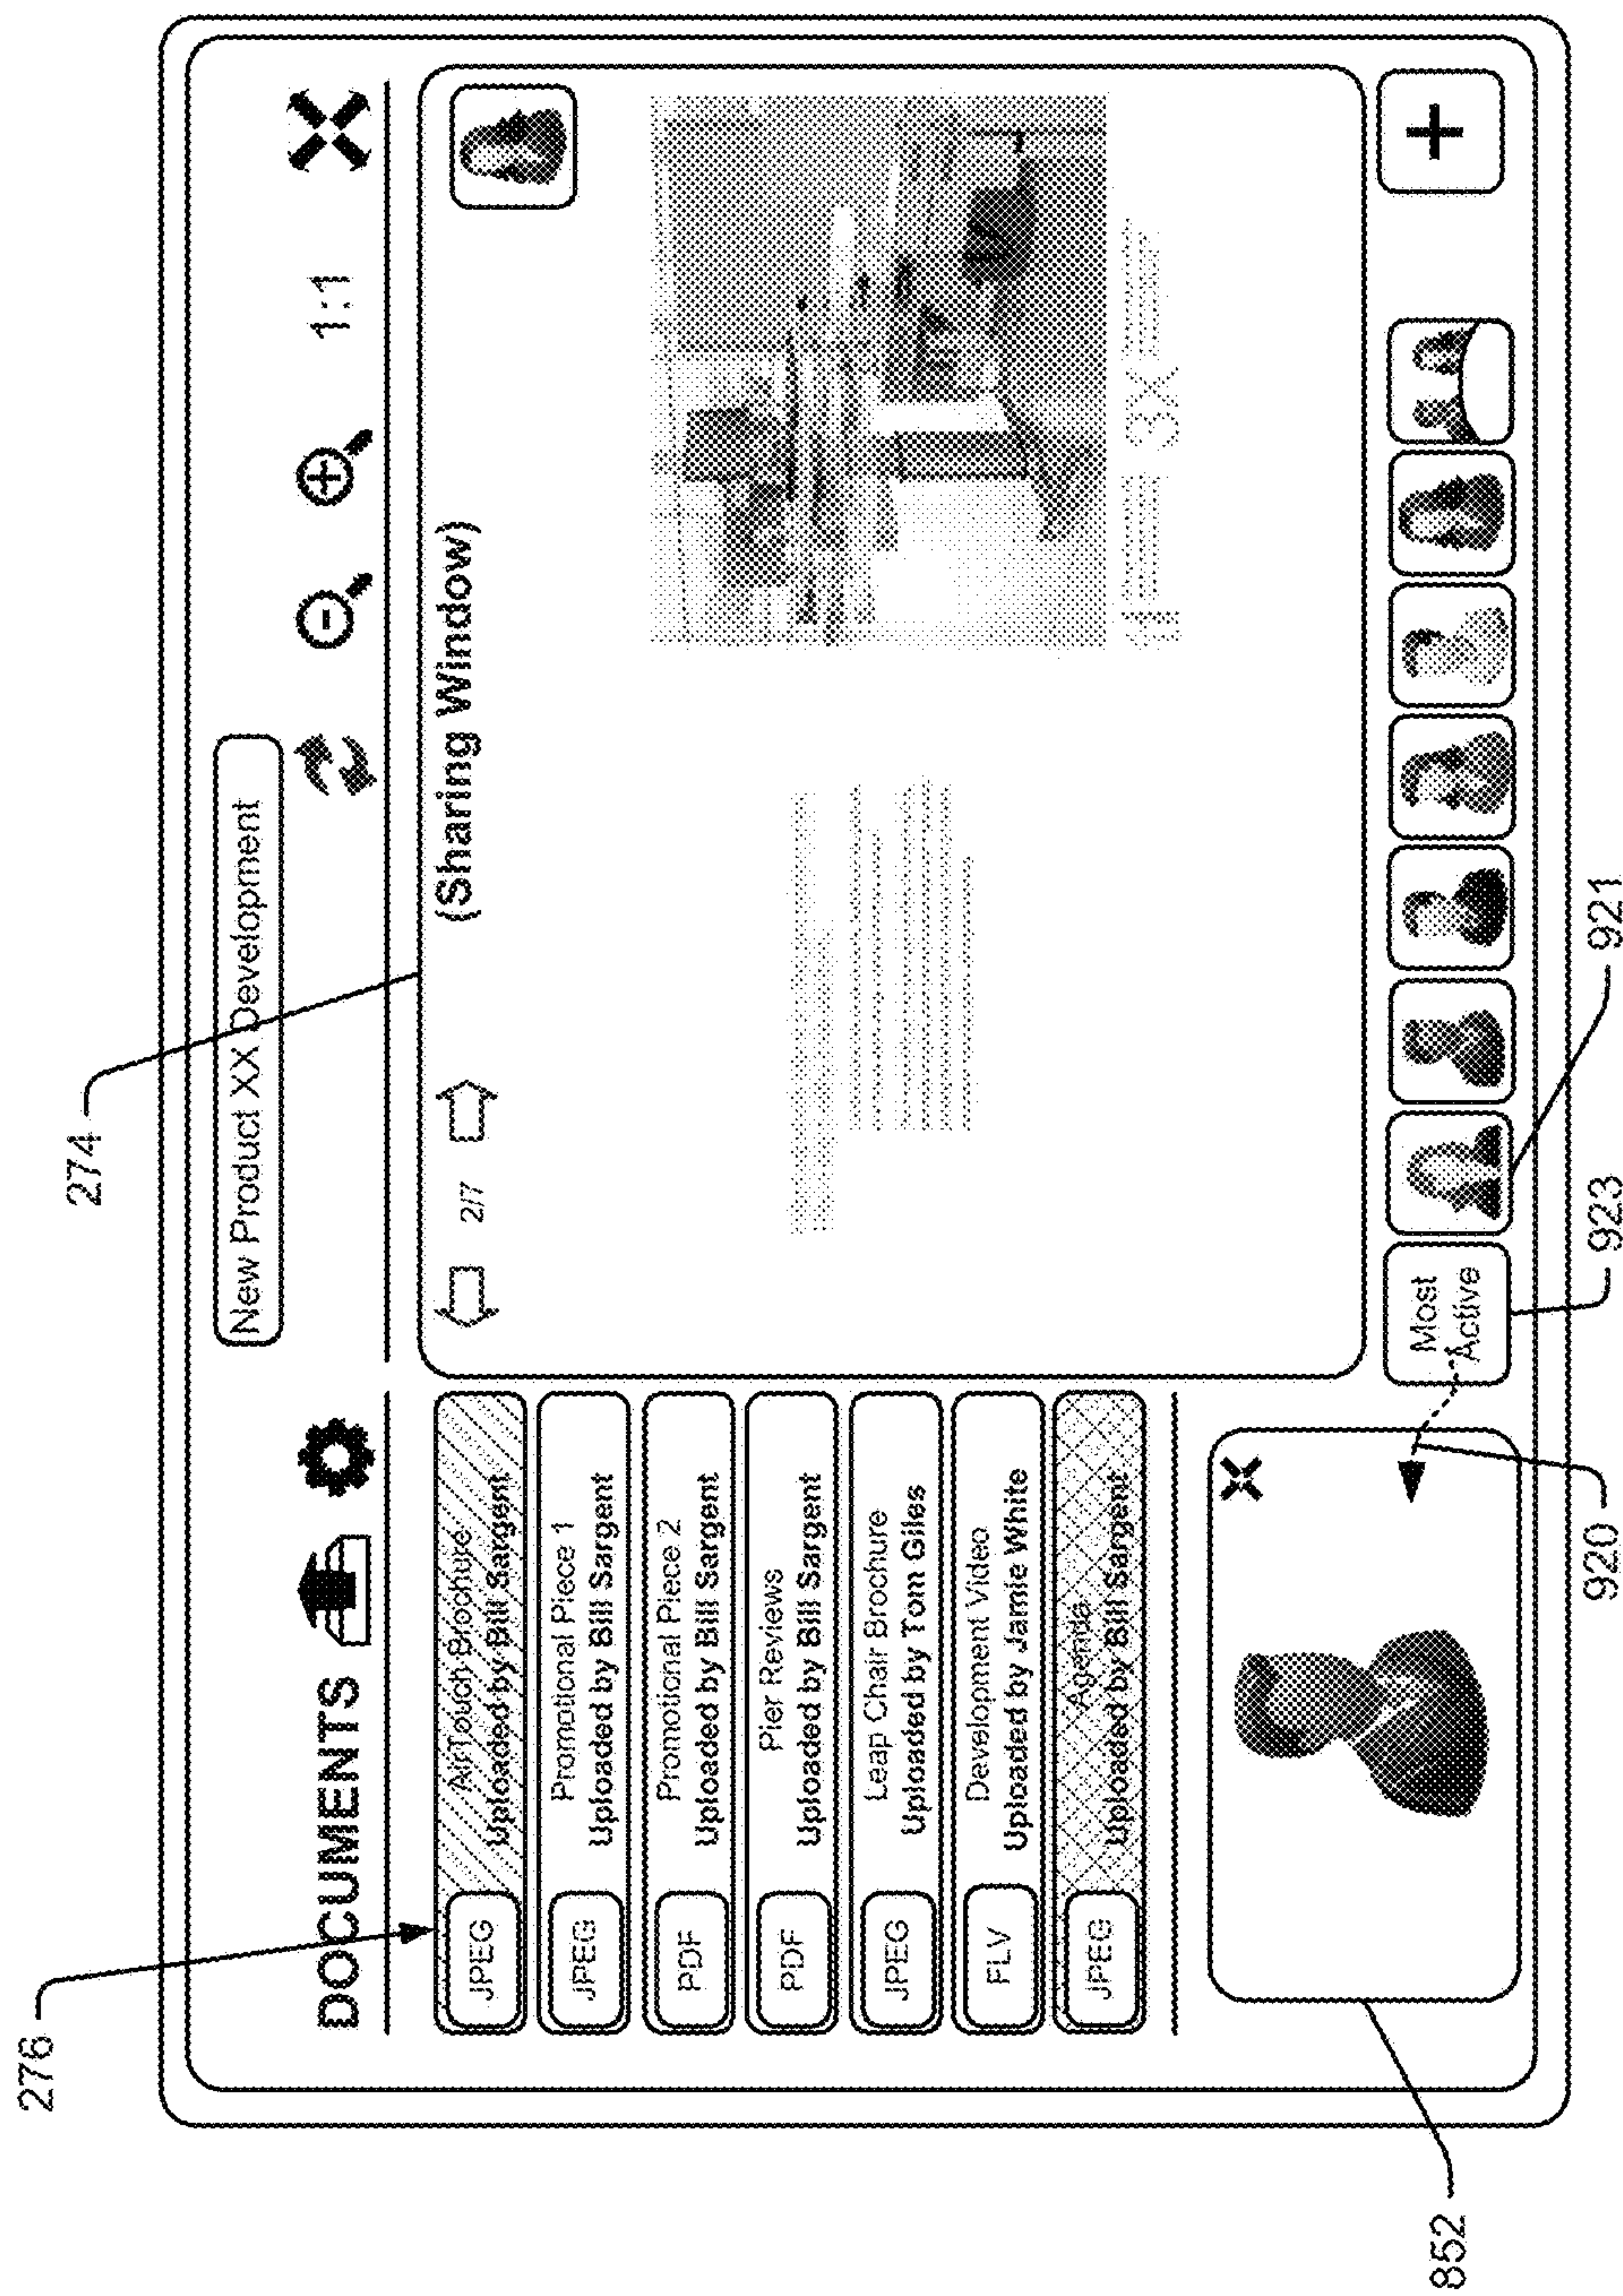 276
274
New Product XX Development
DOCUMENTS
1:1
JPEG
AirTouch Brochure
Uploaded by Bill Sargent
JPEG
Promotional Piece 1
Uploaded by Bill Sargent
PDF
Promotional Piece 2
Uploaded by Bill Sargent
PDF
Pier Reviews
Uploaded by Bill Sargent
JPEG
Leap Chair Brochure
Uploaded by Tom Giles
FLV
Development Video
Uploaded by Jamie White
JPEG
Agenda
Uploaded by Bill Sargent
2/7
(Sharing Window)
3X
Most
Active
852
920
923
921